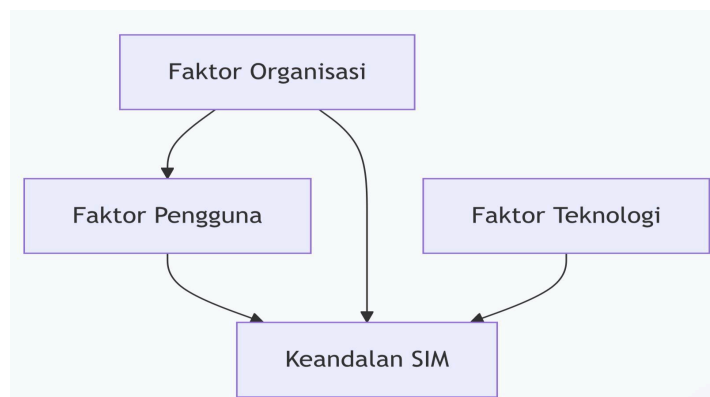 Faktor Organisasi
Faktor Pengguna
Faktor Teknologi
Keandalan SIM